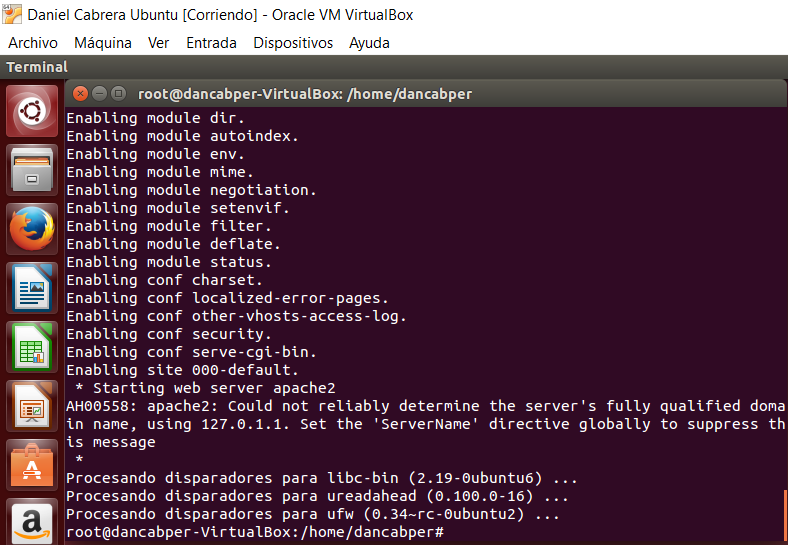 Daniel Cabrera Ubuntu [Corriendo] - Oracle VM VirtualBox
Archivo Máquina Ver Entrada Dispositivos Ayuda
Terminal
root@dancabper-VirtualBox: /home/dancabper
Enabling module dir.
Enabling module autoindex.
Enabling module env.
Enabling module mime.
Enabling module negotiation.
Enabling module setenvif.
Enabling module filter.
Enabling module deflate.
Enabling module status.
Enabling conf charset.
Enabling conf localized-error-pages.
Enabling conf other-vhosts-access-log.
Enabling conf security.
Enabling conf serve-cgi-bin.
Enabling site 000-default.
 * Starting web server apache2
AH00558: apache2: Could not reliably determine the server's fully qualified doma
in name, using 127.0.1.1. Set the 'ServerName' directive globally to suppress th
is message
 *
Procesando disparadores para libc-bin (2.19-0ubuntu6) ...
Procesando disparadores para ureadahead (0.100.0-16) ...
Procesando disparadores para ufw (0.34~rc-0ubuntu2) ...
root@dancabper-VirtualBox:/home/dancabper#